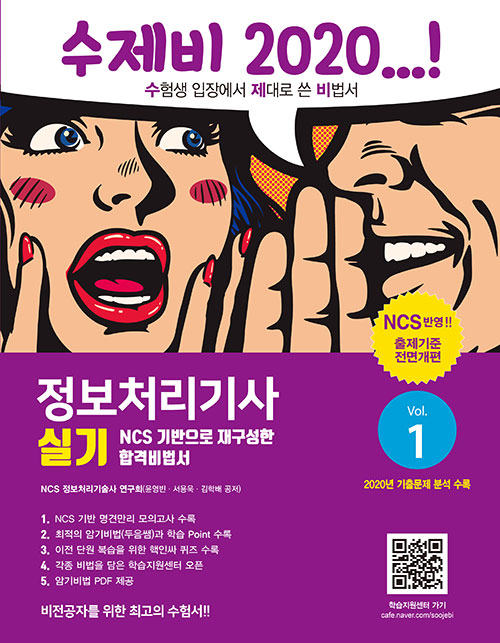 수제비 2020...!
수험생 입장에서 제대로 쓴 비법서
NCS 반영!!
출제기준
전면개편
정보처리기사
실기 NCS 기반으로 재구성한
합격비법서
Vol.
1
NCS 정보처리기술사 연구회(윤영빈 · 서용욱 · 김학배 공저)
2020년 기출문제 분석 수록
1. NCS 기반 명견만리 모의고사 수록
2. 최적의 암기비법(두음쌤)과 학습 Point 수록
3. 이전 단원 복습을 위한 핵인싸 퀴즈 수록
4. 각종 비법을 담은 학습지원센터 오픈
5. 암기비법 PDF 제공
비전공자를 위한 최고의 수험서!!
학습지원센터 가기
cafe.naver.com/soojebi